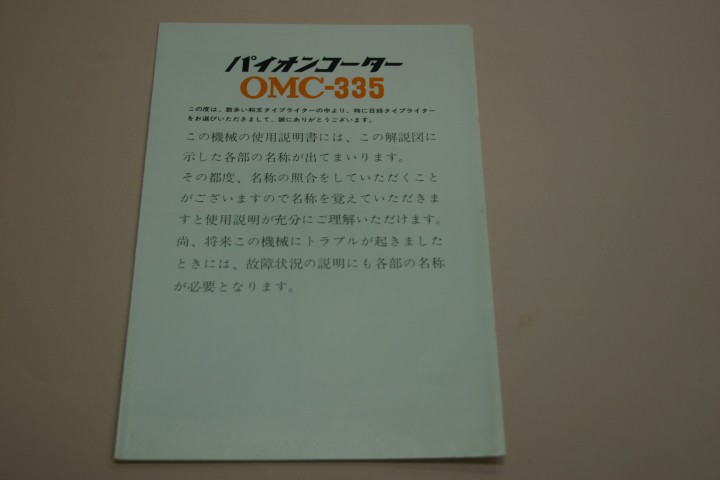 パイオンコーター
OMC-335
この度は、数多い和文タイプライターの中より、特に日経タイプライター
をお選びいただきまして、誠にありがとうございます。
この機械の使用説明書には、この解説図に
示した各部の名称が出てまいります。
その都度、名称の照合をしていただくこと
がございますので名称を覚えていただきま
すと使用説明が充分にご理解いただけます。
尚、将来この機械にトラブルが起きました
ときには、故障状況の説明にも各部の名称
が必要となります。